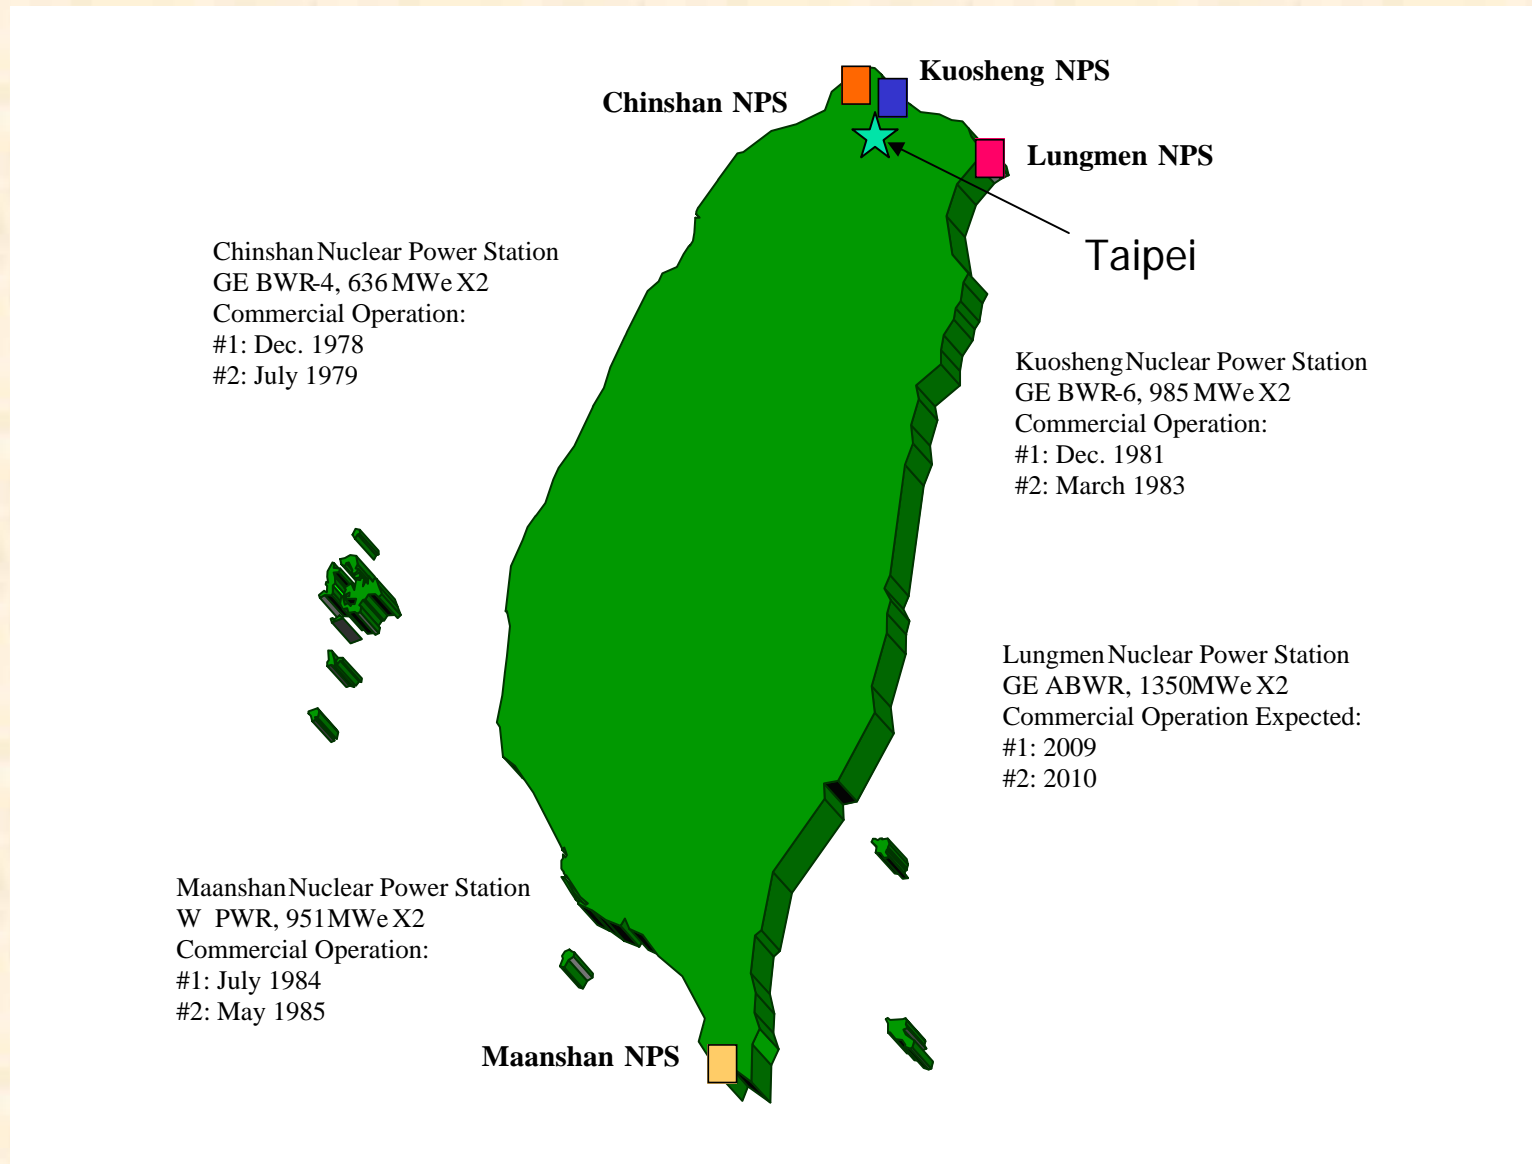 Kuosheng NPS
Chinshan NPS
Lungmen NPS
Taipei
Chinshan Nuclear Power Station
GE BWR-4, 636 MWe X2
Commercial Operation:
#1: Dec. 1978
#2: July 1979
Kuosheng Nuclear Power Station
GE BWR-6, 985 MWe X2
Commercial Operation:
#1: Dec. 1981
#2: March 1983
Lungmen Nuclear Power Station
GE ABWR, 1350MWe X2
Commercial Operation Expected:
#1: 2009
#2: 2010
Maanshan Nuclear Power Station
W PWR, 951 MWe X2
Commercial Operation:
#1: July 1984
#2: May 1985
Maanshan NPS